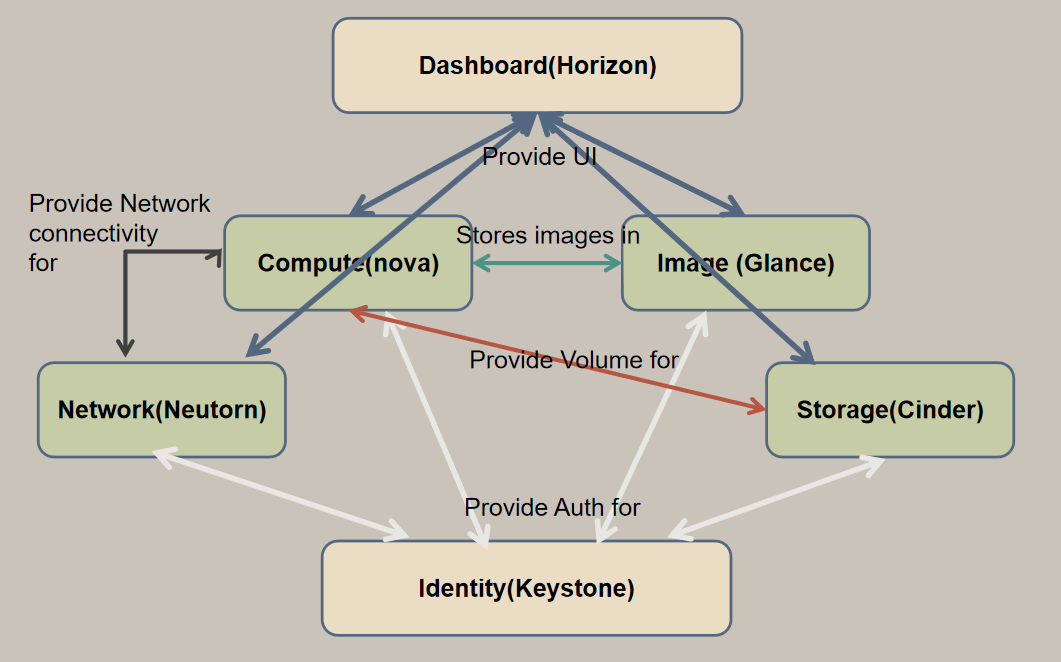 Dashboard(Horizon)
Provide UI
Provide Network
connectivity
for
Stores images in
Compute(nova)
Image (Glance)
Provide Volume for
Network(Neutorn)
Storage(Cinder)
Provide Auth for
Identity(Keystone)